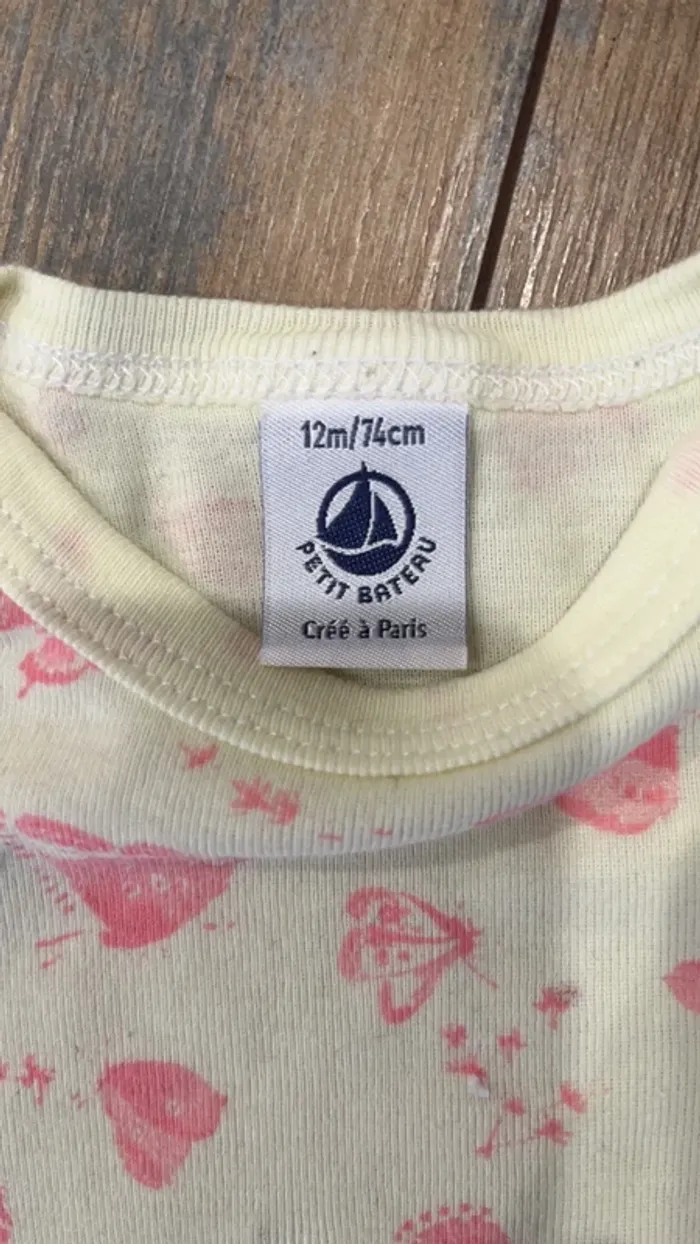 12m/74cm
PETIT BATEAU
Créé à Paris